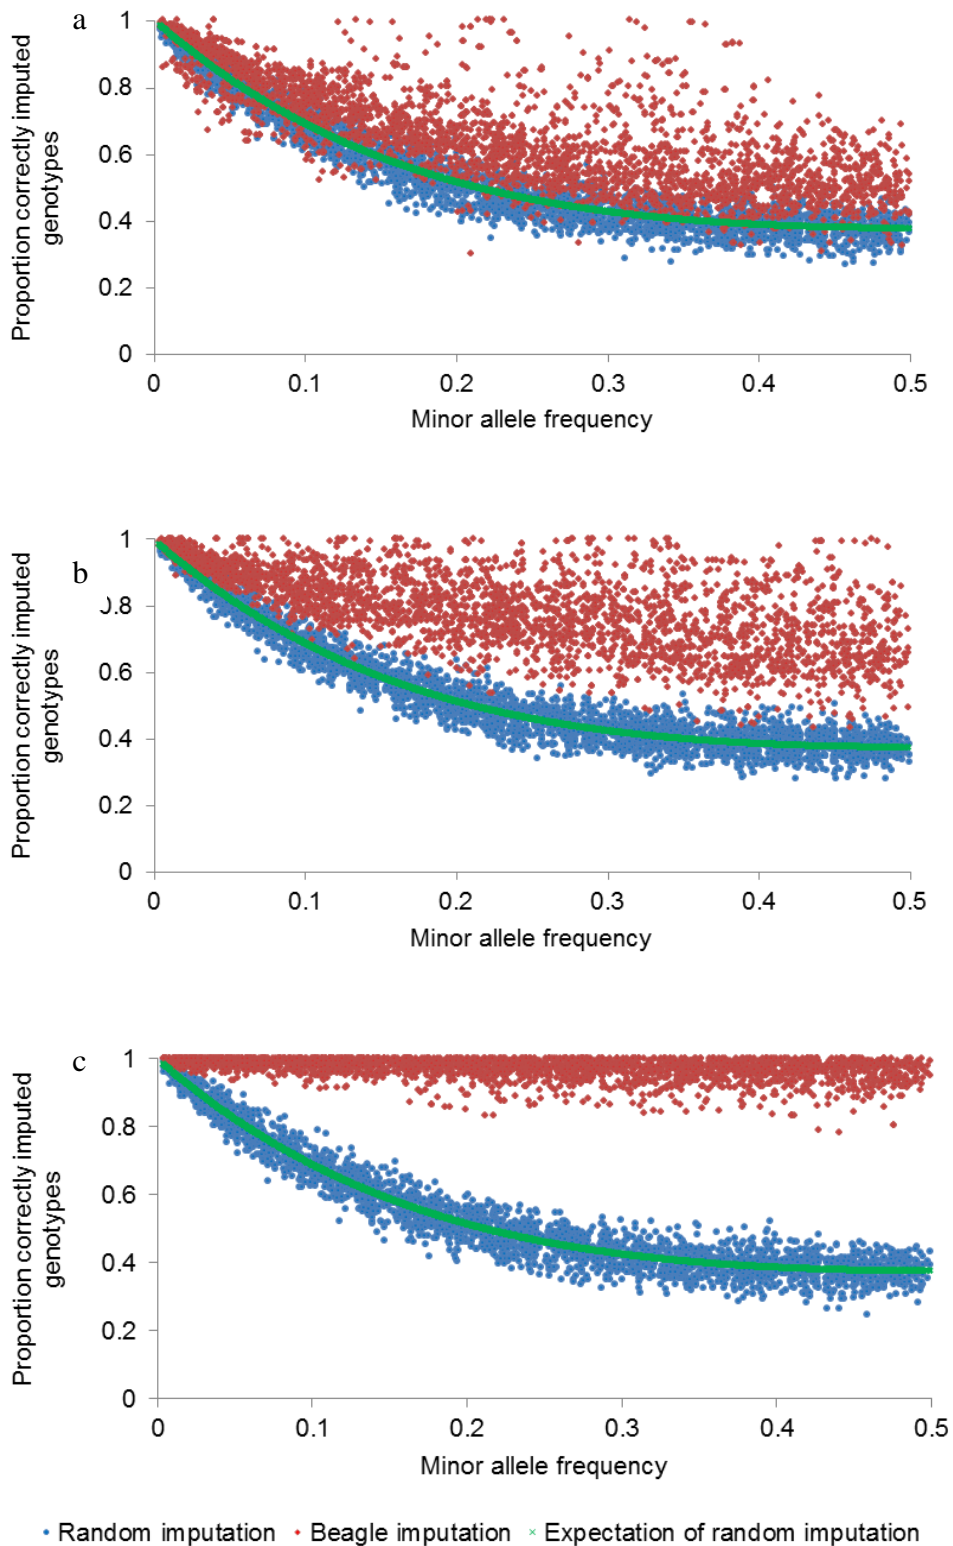 a
1
0.8
0.6
0.4
0.2
0
Proportion correctly imputed
genotypes
0 0.1 0.2 0.3 0.4 0.5
Minor allele frequency
b
1
.8
0.6
0.4
0.2
0
Proportion correctly imputed
genotypes
0 0.1 0.2 0.3 0.4 0.5
Minor allele frequency
c
1
0.8
0.6
0.4
0.2
0
Proportion correctly imputed
genotypes
0 0.1 0.2 0.3 0.4 0.5
Minor allele frequency
Random imputation Beagle imputation Expectation of random imputation